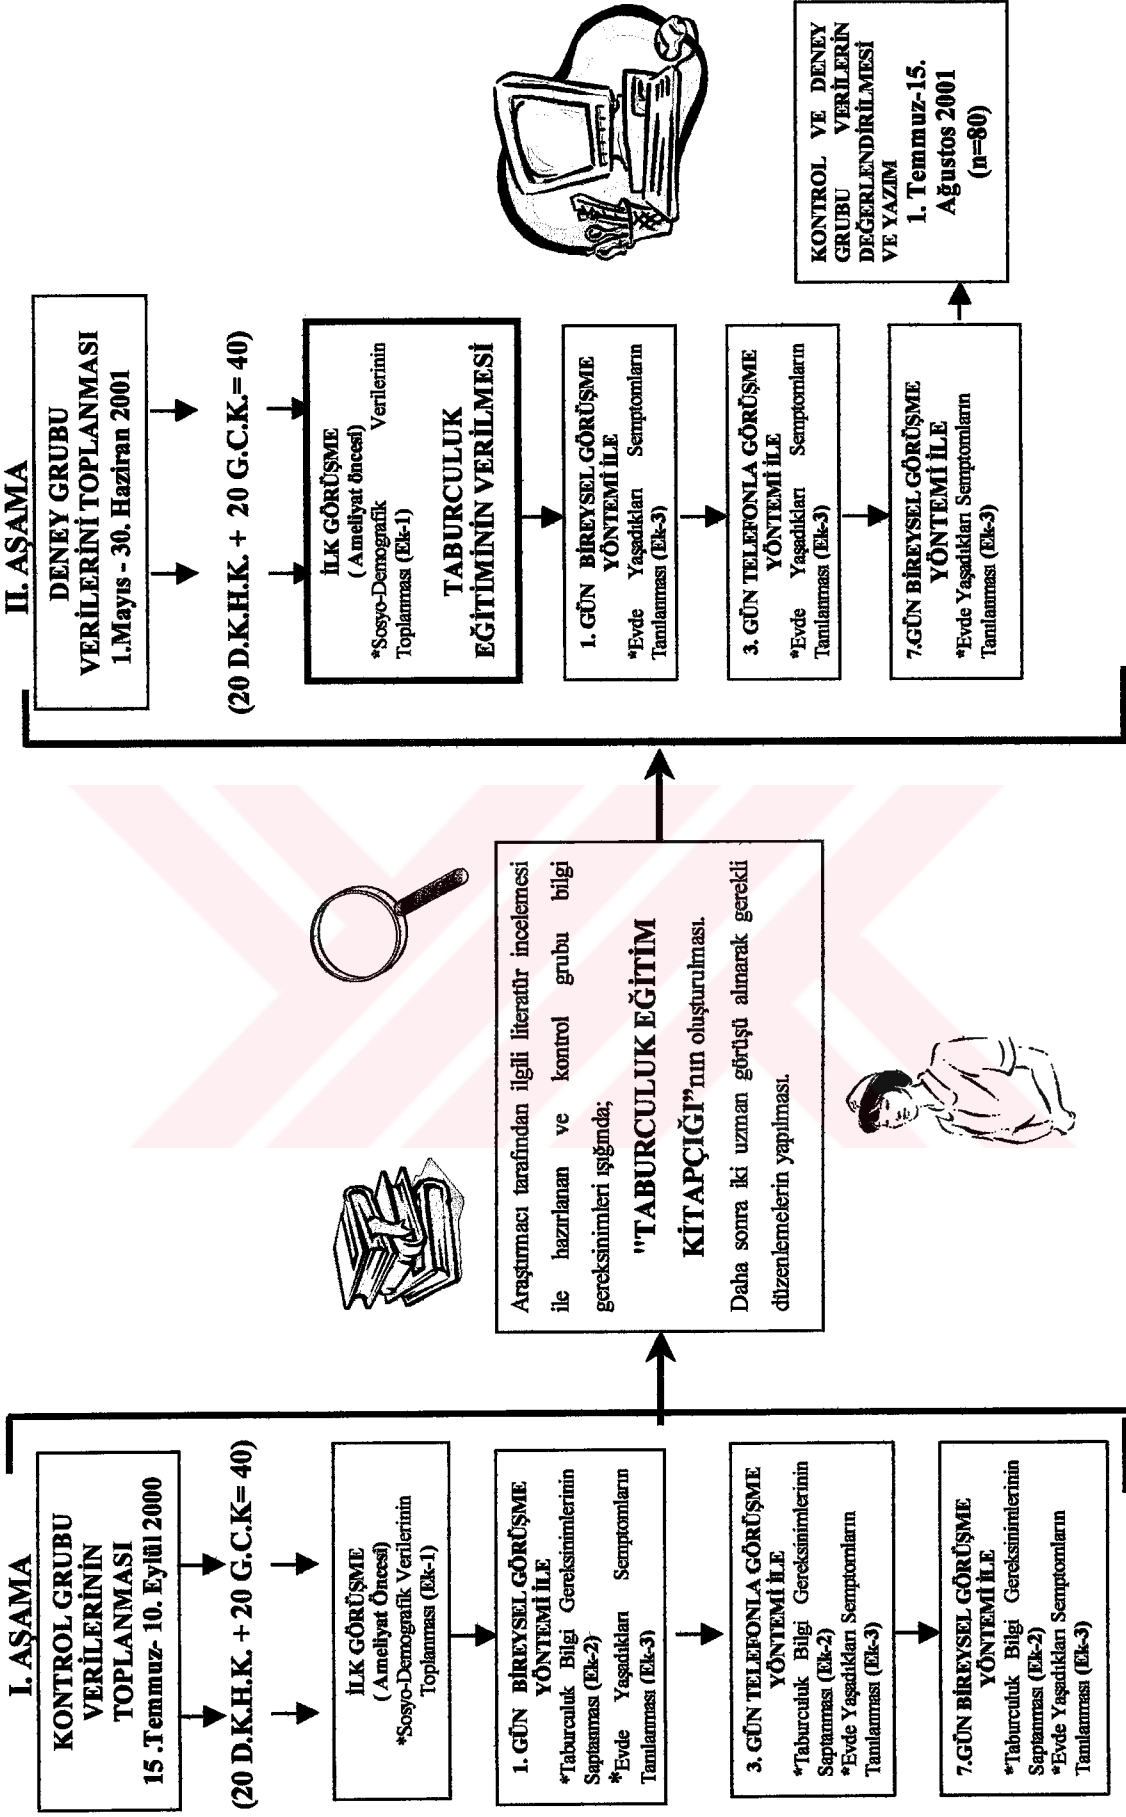 I. AŞAMA
KONTROL GRUBU
VERİLERİNİN
TOPLANMASI
15 .Temmuz- 10. Eylül 2000
(20 D.K.H.K. + 20 G.C.K= 40)
İLK GÖRÜŞME
( Ameliyat Öncesi)
*Sosyo-Demografik Verilerinin
Toplanması (Ek-1)
1. GÜN BİREYSEL GÖRÜŞME
YÖNTEMİ İLE
*Taburculuk Bilgi Gereksinimlerinin
Saptanması (Ek-2)
*Evde Yaşadıkları Semptomların
Tanılanması (Ek-3)
3. GÜN TELEFONLA GÖRÜŞME
YÖNTEMİ İLE
*Taburculuk Bilgi Gereksinimlerinin
Saptanması (Ek-2)
*Evde Yaşadıkları Semptomların
Tanılanması (Ek-3)
7.GÜN BİREYSEL GÖRÜŞME
YÖNTEMİ İLE
*Taburculuk Bilgi Gereksinimlerinin
Saptanması (Ek-2)
*Evde Yaşadıkları Semptomların
Tanılanması (Ek-3)
Araştırmacı tarafından ilgili literatür incelemesi
ile hazırlanan ve kontrol grubu bilgi
gereksinimleri ışığında;
"TABURCULUK EĞİTİM
KİTAPÇIĞI”nın oluşturulması.
Daha sonra iki uzman görüşü alınarak gerekli
düzenlemelerin yapılması.
II. AŞAMA
DENEY GRUBU
VERİLERİNİ TOPLANMASI
1.Mayıs - 30. Haziran 2001
(20 D.K.H.K. + 20 G.C.K.= 40)
İLK GÖRÜŞME
( Ameliyat öncesi)
*Sosyo-Demografik Verilerinin
Toplanması (Ek-1)
TABURCULUK
EĞİTİMİNİN VERİLMESİ
1. GÜN BİREYSEL GÖRÜŞME
YÖNTEMİ İLE
*Evde Yaşadıkları Semptomların
Tanılanması (Ek-3)
3. GÜN TELEFONLA GÖRÜŞME
YÖNTEMİ İLE
*Evde Yaşadıkları Semptomların
Tanılanması (Ek-3)
7.GÜN BİREYSEL GÖRÜŞME
YÖNTEMİ İLE
*Evde Yaşadıkları Semptomların
Tanılanması (Ek-3)
KONTROL VE DENEY
GRUBU VERİLERİN
DEĞERLENDİRİLMESİ
VE YAZIM
1. Temmuz-15.
Ağustos 2001
(n=80)